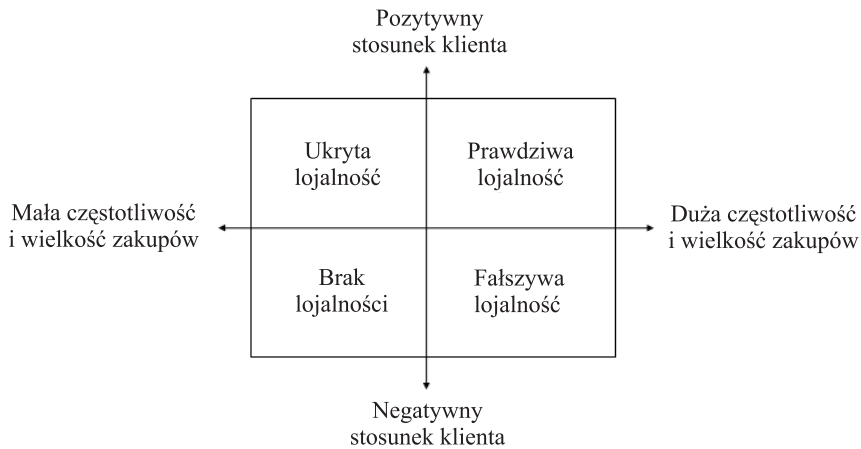 Pozytywny
stosunek klienta
Ukryta
lojalność
Prawdziwa
lojalność
Mała częstotliwość
i wielkość zakupów
Duża częstotliwość
i wielkość zakupów
Brak
lojalności
Fałszywa
lojalność
Negatywny
stosunek klienta